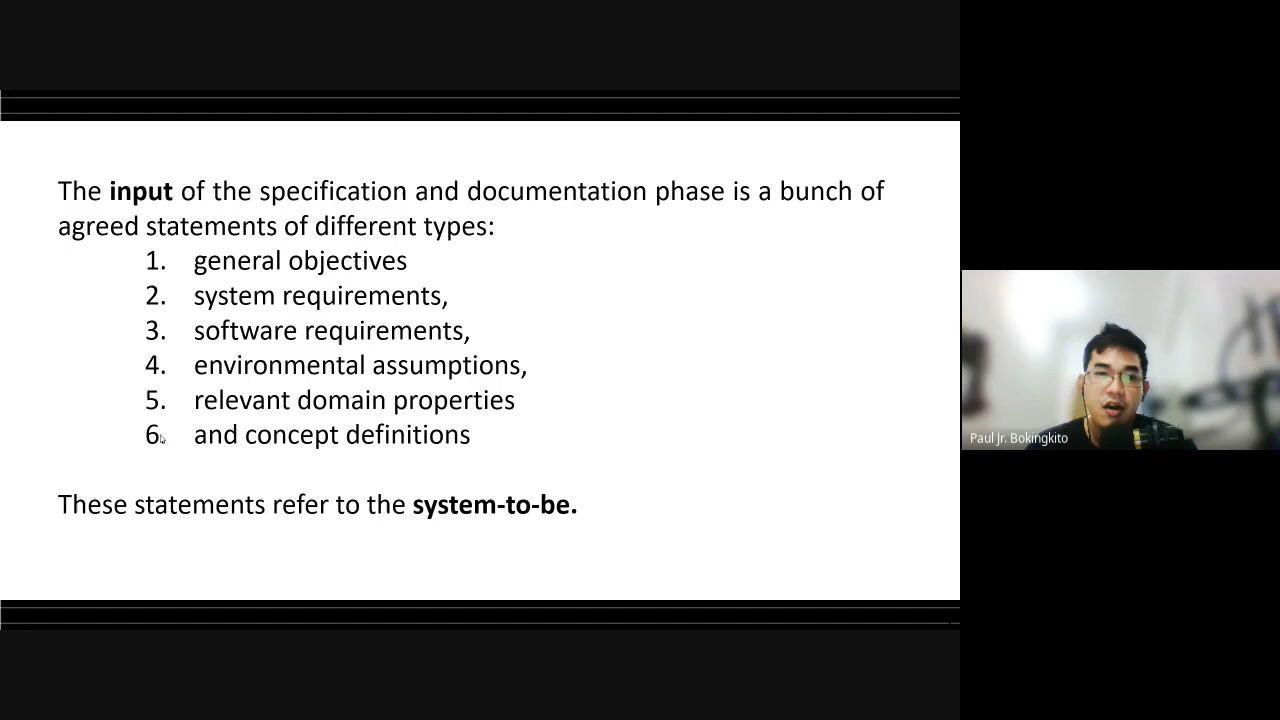 The input of the specification and documentation phase is a bunch of
agreed statements of different types:
1. general objectives
2. system requirements,
3. software requirements,
4. environmental assumptions,
5. relevant domain properties
6. and concept definitions
These statements refer to the system-to-be.
Paul Jr. Bokingkito